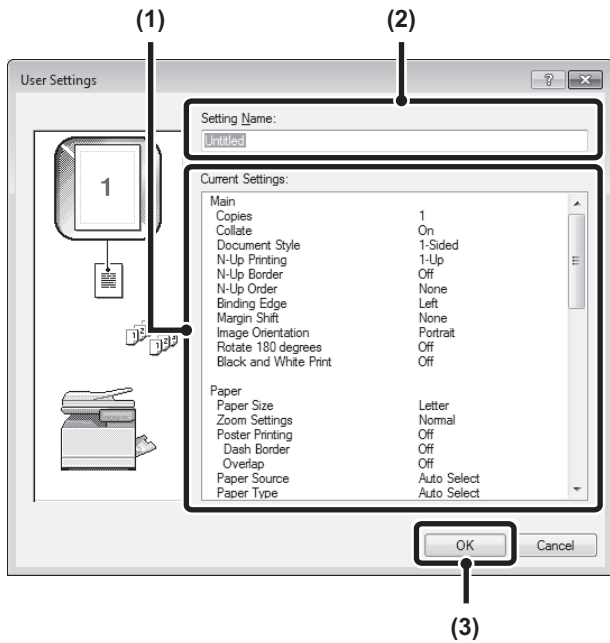 (1) (2)
User Settings
Setting Name:
Untitled
1
Current Settings:
Main
Copies 1
Collate On
Document Style 1-Sided
N-Up Printing 1-Up
N-Up Border Off
N-Up Order None
Binding Edge Left
Margin Shift None
Image Orientation Portrait
Rotate 180 degrees Off
Black and White Print Off
Paper
Paper Size Letter
Zoom Settings Normal
Poster Printing Off
Dash Border Off
Overlap Off
Paper Source Auto Select
Paper Type Auto Select
OK Cancel
(3)